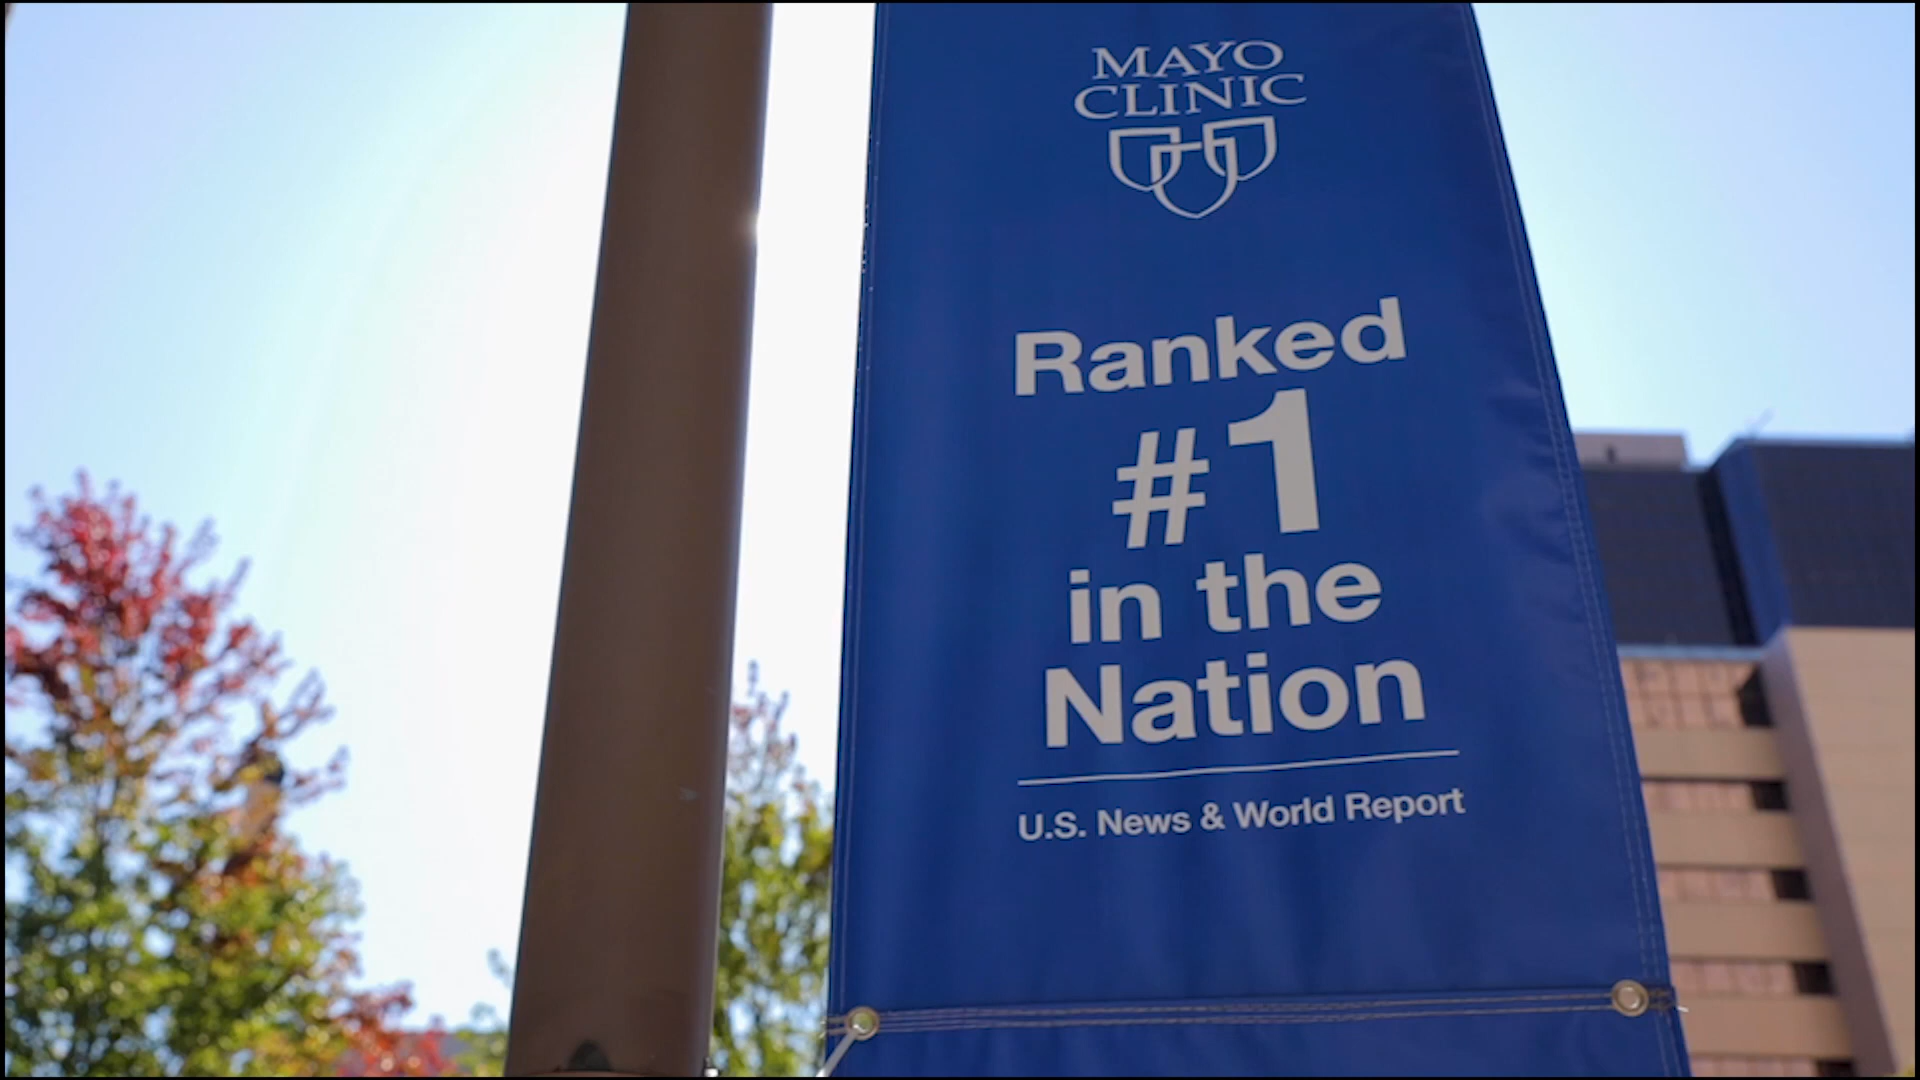 MAYO
CLINIC
Ranked
#1
in the
Nation
U.S. News & World Report